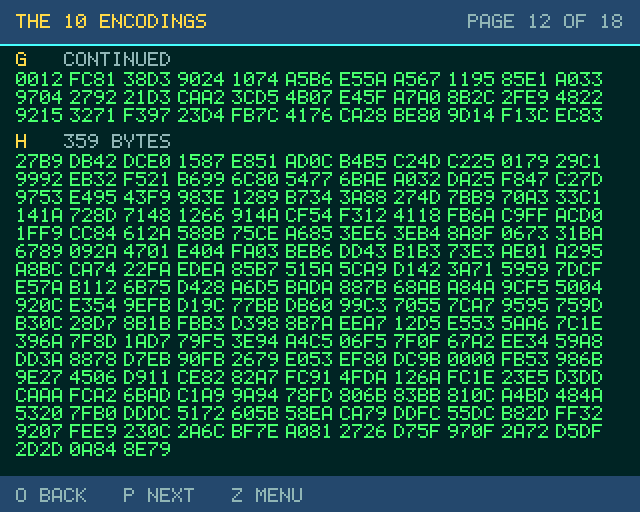 THE 10 ENCODINGS PAGE 12 OF 18
G CONTINUED
0012 FC81 38D3 9024 1074 A5B6 E55A A567 1195 85E1 A033
9704 2792 21D3 CAA2 3CD5 4B07 E45F A7A0 8B2C 2FE9 4822
9215 3271 F397 23D4 FB7C 4176 CA28 BE80 9D14 F13C EC83
H 359 BYTES
27B9 DB42 DCE0 1587 E851 AD0C B4B5 C24D C225 0179 29C1
9992 EB32 F521 B699 6C80 5477 6BAE A032 DA25 F847 C27D
9753 E495 43F9 983E 1289 B734 3A88 274D 7BB9 70A3 33C1
141A 728D 7148 1266 914A CF54 F312 4118 FB6A C9FF ACD0
1FF9 CC84 612A 588B 75CE A685 3EE6 3EB4 8A8F 0673 31BA
6789 092A 4701 E404 FA03 BEB6 DD43 B1B3 73E3 AE01 A295
A8BC CA74 22FA EDEA 85B7 515A 5CA9 D142 3A71 5959 7DCF
E57A B112 6B75 D428 A6D5 BADA 887B 68AB A84A 9CF5 5004
920C E354 9EFB D19C 77BB DB60 99C3 7055 7CA7 9595 759D
B30C 28D7 8B1B FBB3 D398 8B7A EEA7 12D5 E553 5AA6 7C1E
396A 7F8D 1AD7 79F5 3E94 A4C5 06F5 7F0F 67A2 EE34 59A8
DD3A 8878 D7EB 90FB 2679 E053 EF80 DC9B 0000 FB53 986B
9E27 4506 D911 CE82 82A7 FC91 4FDA 126A FC1E 23E5 D3DD
CAAA FCA2 6BAD C1A9 9A94 78FD 806B 83BB 810C A4BD 484A
5320 7FB0 DDDC 5172 605B 58EA CA79 DDFC 55DC B82D FF32
9207 FEE9 230C 2A6C BF7E A081 2726 D75F 970F 2A72 D5DF
2D2D 0A84 8E79
O BACK P NEXT Z MENU